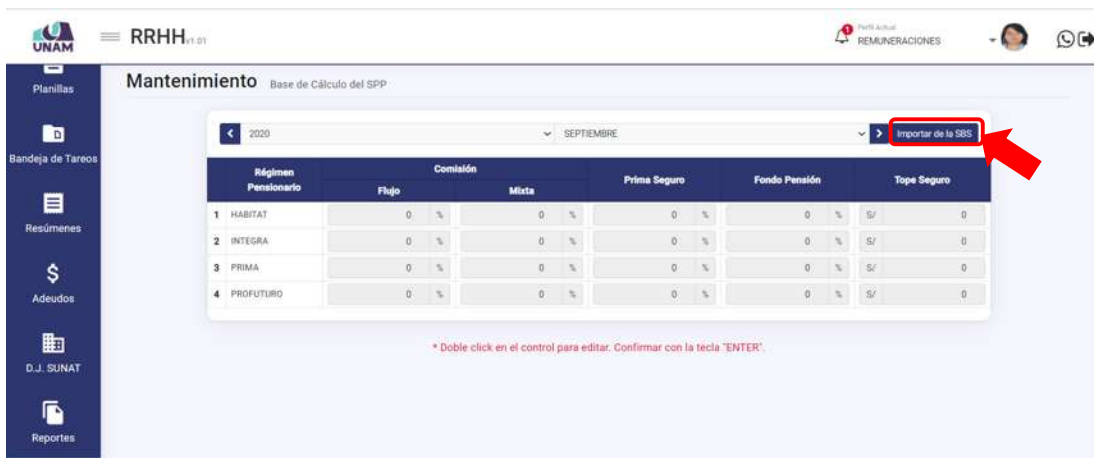 UNAM
RRHH v1.01
1
Perfil Actual
REMUNERACIONES
Planillas
Bandeja de Tareos
Resúmenes
Adeudos
D.J. SUNAT
Reportes
Mantenimiento Base de Cálculo del SPP
2020 SEPTIEMBRE Importar de la SBS
Régimen Pensionario Comisión Prima Seguro Fondo Pensión Tope Seguro
Flujo Mixta
1 HABITAT 0 % 0 % 0 % 0 % S/ 0
2 INTEGRA 0 % 0 % 0 % 0 % S/ 0
3 PRIMA 0 % 0 % 0 % 0 % S/ 0
4 PROFUTURO 0 % 0 % 0 % 0 % S/ 0
* Doble click en el control para editar. Confirmar con la tecla "ENTER".